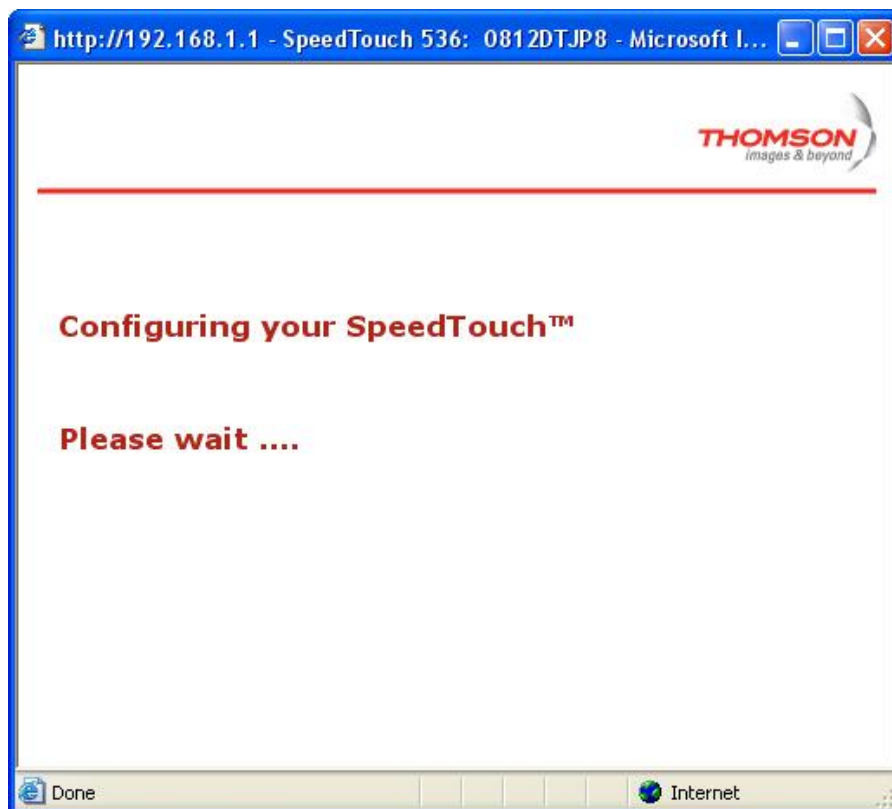 http://192.168.1.1 - SpeedTouch 536: 0812DTJP8 - Microsoft I...
THOMSON
images & beyond
Configuring your SpeedTouch™
Please wait ....
Done
Internet